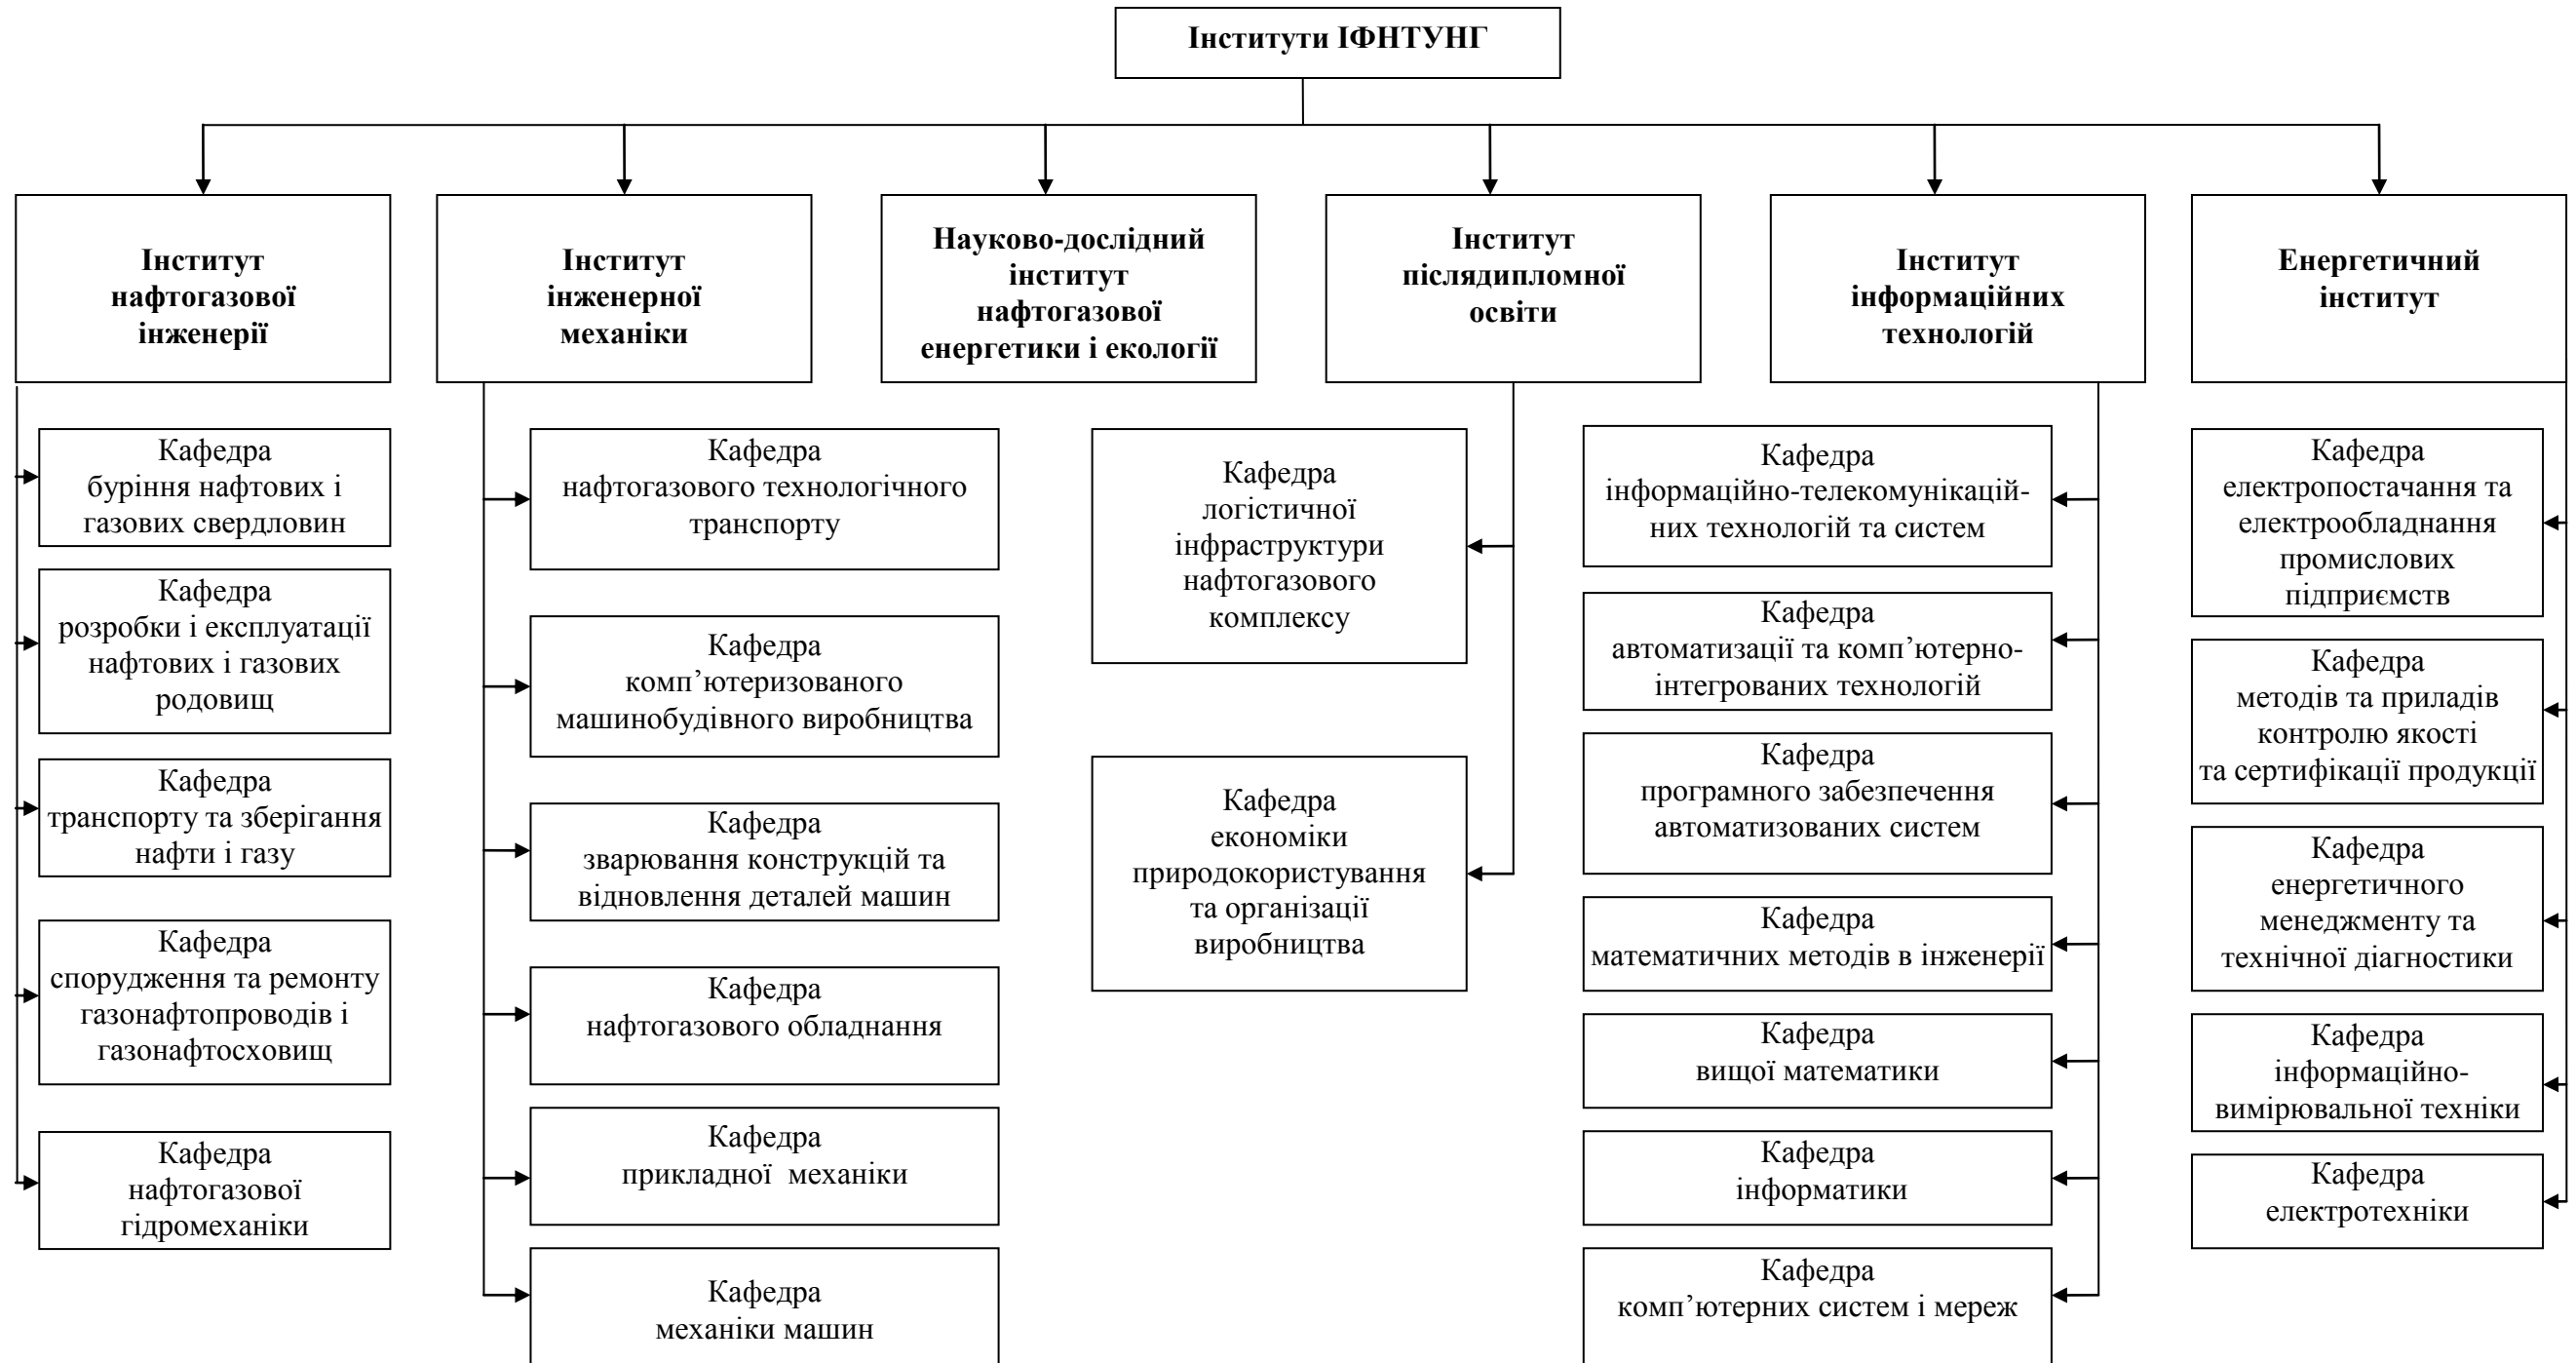 Інститути ІФНТУНГ
Інститут
нафтогазової
інженерії
Інститут
інженерної
механіки
Науково-дослідний
інститут
нафтогазової
енергетики і екології
Інститут
післядипломної
освіти
Інститут
інформаційних
технологій
Енергетичний
інститут
Кафедра
буріння нафтових і
газових свердловин
Кафедра
розробки і експлуатації
нафтових і газових
родовищ
Кафедра
транспорту та зберігання
нафти і газу
Кафедра
спорудження та ремонту
газонафтопроводів і
газонафтосховищ
Кафедра
нафтогазової
гідромеханіки
Кафедра
нафтогазового технологічного
транспорту
Кафедра
комп’ютеризованого
машинобудівного виробництва
Кафедра
зварювання конструкцій та
відновлення деталей машин
Кафедра
нафтогазового обладнання
Кафедра
прикладної механіки
Кафедра
механіки машин
Кафедра
логістичної
інфраструктури
нафтогазового
комплексу
Кафедра
економіки
природокористування
та організації
виробництва
Кафедра
інформаційно-телекомунікацій-
них технологій та систем
Кафедра
автоматизації та комп’ютерно-
інтегрованих технологій
Кафедра
програмного забезпечення
автоматизованих систем
Кафедра
математичних методів в інженерії
Кафедра
вищої математики
Кафедра
інформатики
Кафедра
комп’ютерних систем і мереж
Кафедра
електропостачання та
електрообладнання
промислових
підприємств
Кафедра
методів та приладів
контролю якості
та сертифікації продукції
Кафедра
енергетичного
менеджменту та
технічної діагностики
Кафедра
інформаційно-
вимірювальної техніки
Кафедра
електротехніки